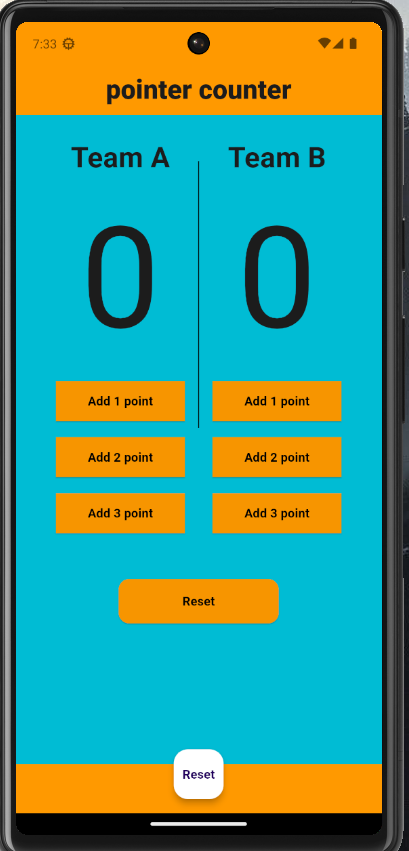 7:33
pointer counter
Team A Team B
0 0
Add 1 point Add 1 point
Add 2 point Add 2 point
Add 3 point Add 3 point
Reset
Reset